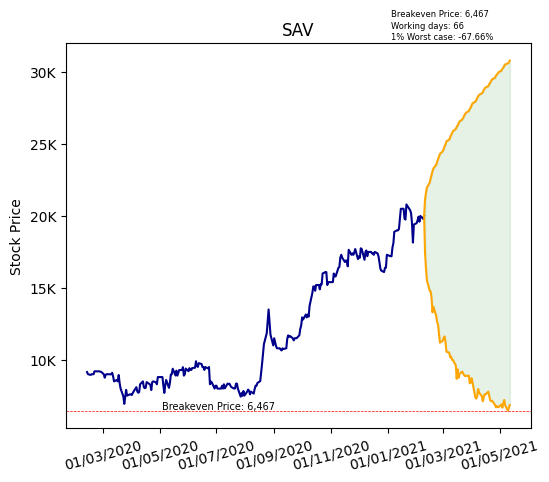 Breakeven Price: 6,467
Working days: 66
1% Worst case: -67.66%
SAV
Stock Price
30K
25K
20K
15K
10K
Breakeven Price: 6,467
01/03/2020
01/05/2020
01/07/2020
01/09/2020
01/11/2020
01/01/2021
01/03/2021
01/05/2021